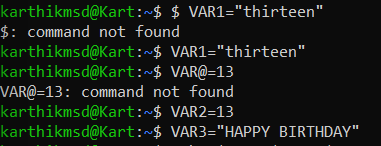 karthikmsd@Kart:~$ $ VAR1="thirteen"
$: command not found
karthikmsd@Kart:~$ VAR1="thirteen"
karthikmsd@Kart:~$ VAR@=13
VAR@=13: command not found
karthikmsd@Kart:~$ VAR2=13
karthikmsd@Kart:~$ VAR3="HAPPY BIRTHDAY"